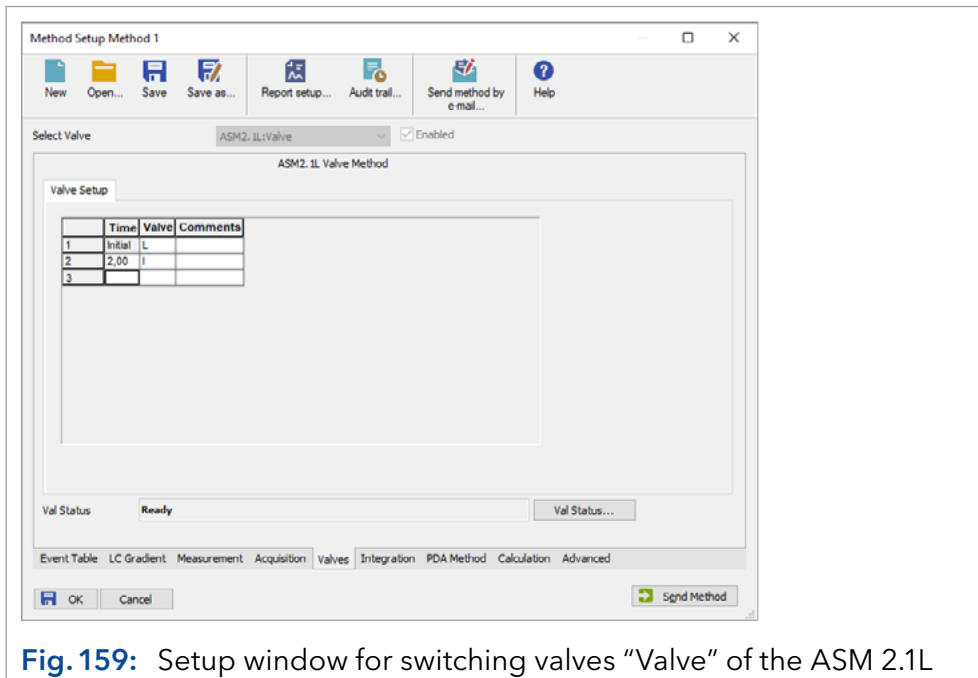 Method Setup Method 1
New Open... Save Save as... Report setup... Audit trail... Send method by e-mail... Help
Select Valve ASM2.1L:Valve Enabled
ASM2.1L Valve Method
Valve Setup
Time Valve Comments
1 Initial L
2 2,00 I
3
Val Status Ready Val Status...
Event Table LC Gradient Measurement Acquisition Valves Integration PDA Method Calculation Advanced
OK Cancel Send Method
Fig. 159: Setup window for switching valves “Valve” of the ASM 2.1L